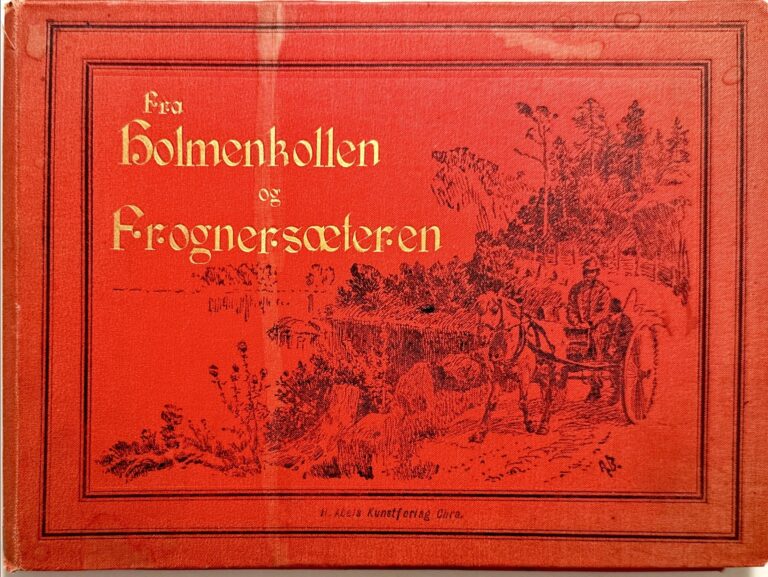 Fra
Holmenkollen
og
Frognersæteren
H. Abels Kunstforlag Chra.